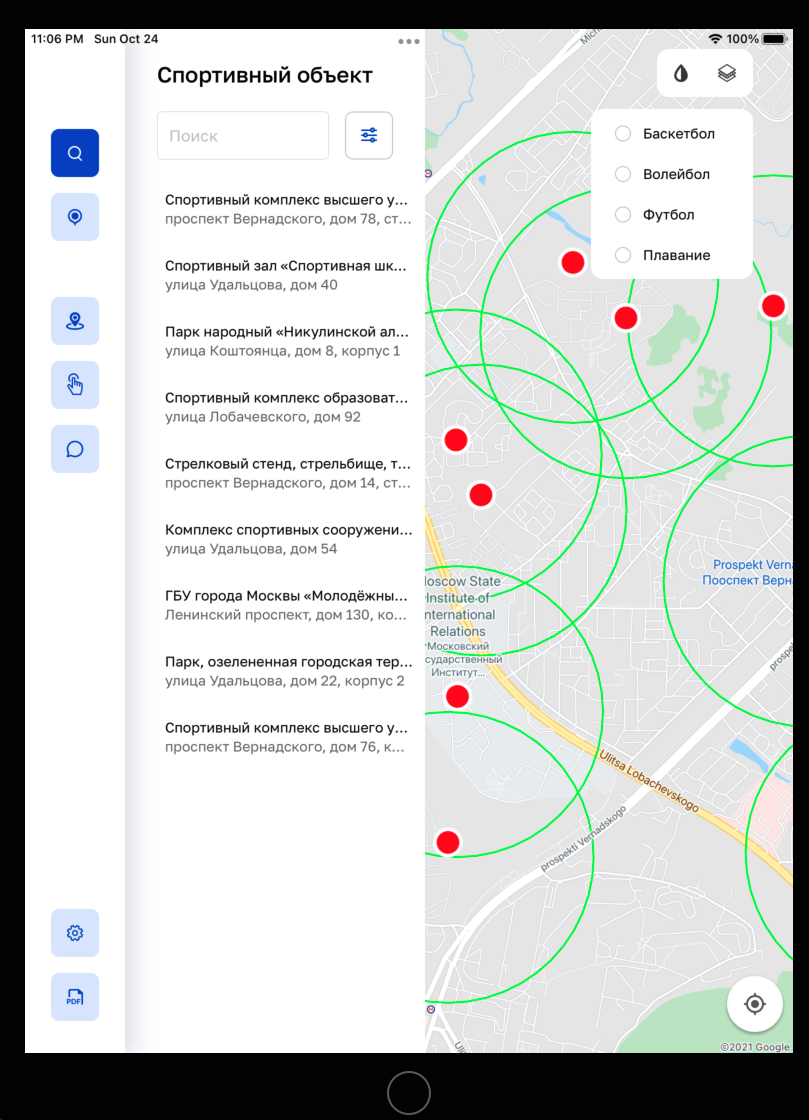 11:06 PM Sun Oct 24
100%
Спортивный объект
Поиск
Спортивный комплекс высшего у...
проспект Вернадского, дом 78, ст...
Спортивный зал «Спортивная шк...
улица Удальцова, дом 40
Парк народный «Никулинской ал...
улица Коштоянца, дом 8, корпус 1
Спортивный комплекс образоват...
улица Лобачевского, дом 92
Стрелковый стенд, стрельбище, т...
проспект Вернадского, дом 14, ст...
Комплекс спортивных сооружени...
улица Удальцова, дом 54
ГБУ города Москвы «Молодёжны...
Ленинский проспект, дом 130, ко...
Парк, озелененная городская тер...
улица Удальцова, дом 22, корпус 2
Спортивный комплекс высшего у...
проспект Вернадского, дом 76, к...
PDF
Баскетбол
Волейбол
Футбол
Плавание
Prospekt Verna
Проспект Верн
oscow State
Institute of
nternational
Relations
Московский
сударственный
Институт...
prospe
Ulitsa Lobachevskogo
prospekt Vernadskogo
©2021 Google